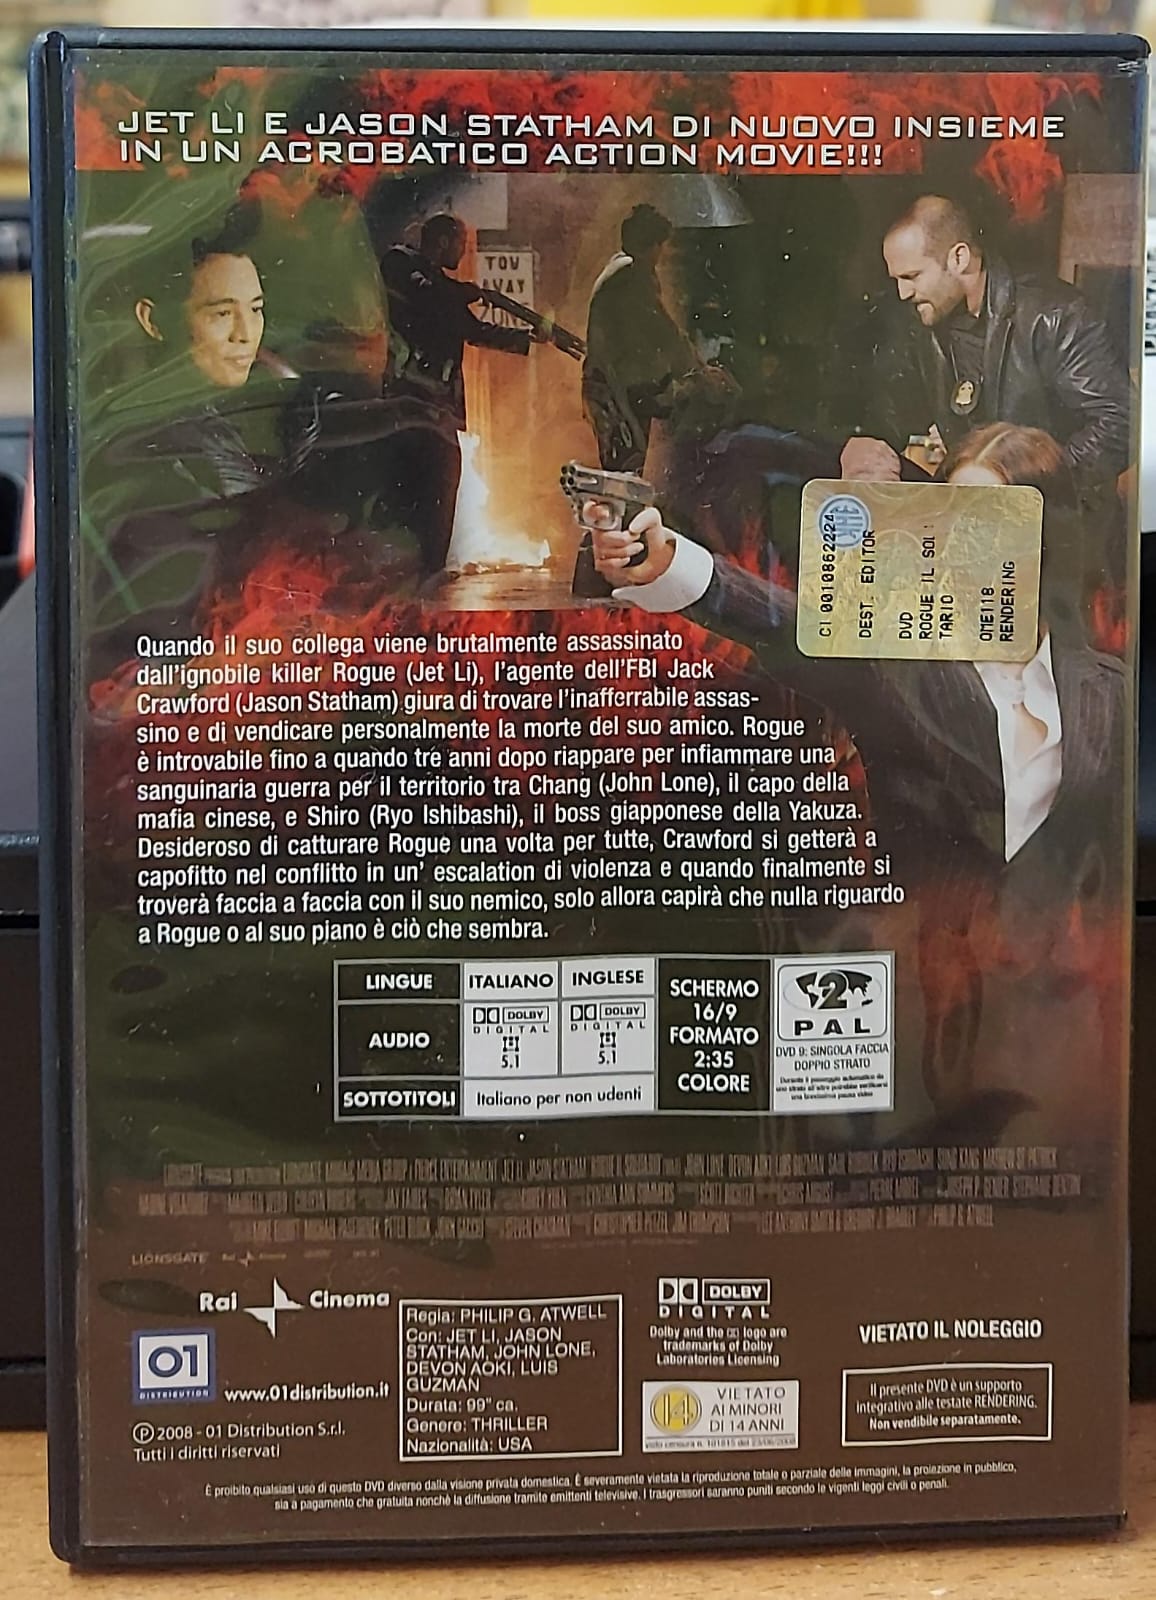 JET LI E JASON STATHAM DI NUOVO INSIEME
IN UN ACROBATICO ACTION MOVIE!!!
TOW
AWAY
ZONE
CI 0010862224
DEST. EDITOR
DVD
ROGUE IL SOLI
TARIO
OME118
RENDERING
Quando il suo collega viene brutalmente assassinato
dall'ignobile killer Rogue (Jet Li), l'agente dell'FBI Jack
Crawford (Jason Statham) giura di trovare l'inafferrabile assas-
sino e di vendicare personalmente la morte del suo amico. Rogue
è introvabile fino a quando tre anni dopo riappare per infiammare una
sanguinaria guerra per il territorio tra Chang (John Lone), il capo della
mafia cinese, e Shiro (Ryo Ishibashi), il boss giapponese della Yakuza.
Desideroso di catturare Rogue una volta per tutte, Crawford si getterà a
capofitto nel conflitto in un' escalation di violenza e quando finalmente si
troverà faccia a faccia con il suo nemico, solo allora capirà che nulla riguardo
a Rogue o al suo piano è ciò che sembra.
LINGUE ITALIANO INGLESE
AUDIO DOLBY DIGITAL 5.1 DOLBY DIGITAL 5.1
SOTTOTITOLI Italiano per non udenti
SCHERMO
16/9
FORMATO
2:35
COLORE
2
PAL
DVD 9: SINGOLA FACCIA
DOPPIO STRATO
LIONSGATE
Rai Cinema
01
DISTRIBUTION
www.01distribution.it
℗ 2008 - 01 Distribution S.r.l.
Tutti i diritti riservati
Regia: PHILIP G. ATWELL
Con: JET LI, JASON
STATHAM, JOHN LONE,
DEVON AOKI, LUIS
GUZMAN
Durata: 99" ca.
Genere: THRILLER
Nazionalità: USA
DOLBY
DIGITAL
Dolby and the logo are
trademarks of Dolby
Laboratories Licensing
14
VIETATO
AI MINORI
DI 14 ANNI
VIETATO IL NOLEGGIO
Il presente DVD è un supporto
integrativo alle testate RENDERING.
Non vendibile separatamente.
È proibito qualsiasi uso di questo DVD diverso dalla visione privata domestica. È severamente vietata la riproduzione totale o parziale delle immagini, la proiezione in pubblico,
sia a pagamento che gratuita nonchè la diffusione tramite emittenti televisive. I trasgressori saranno puniti secondo le vigenti leggi civili o penali.